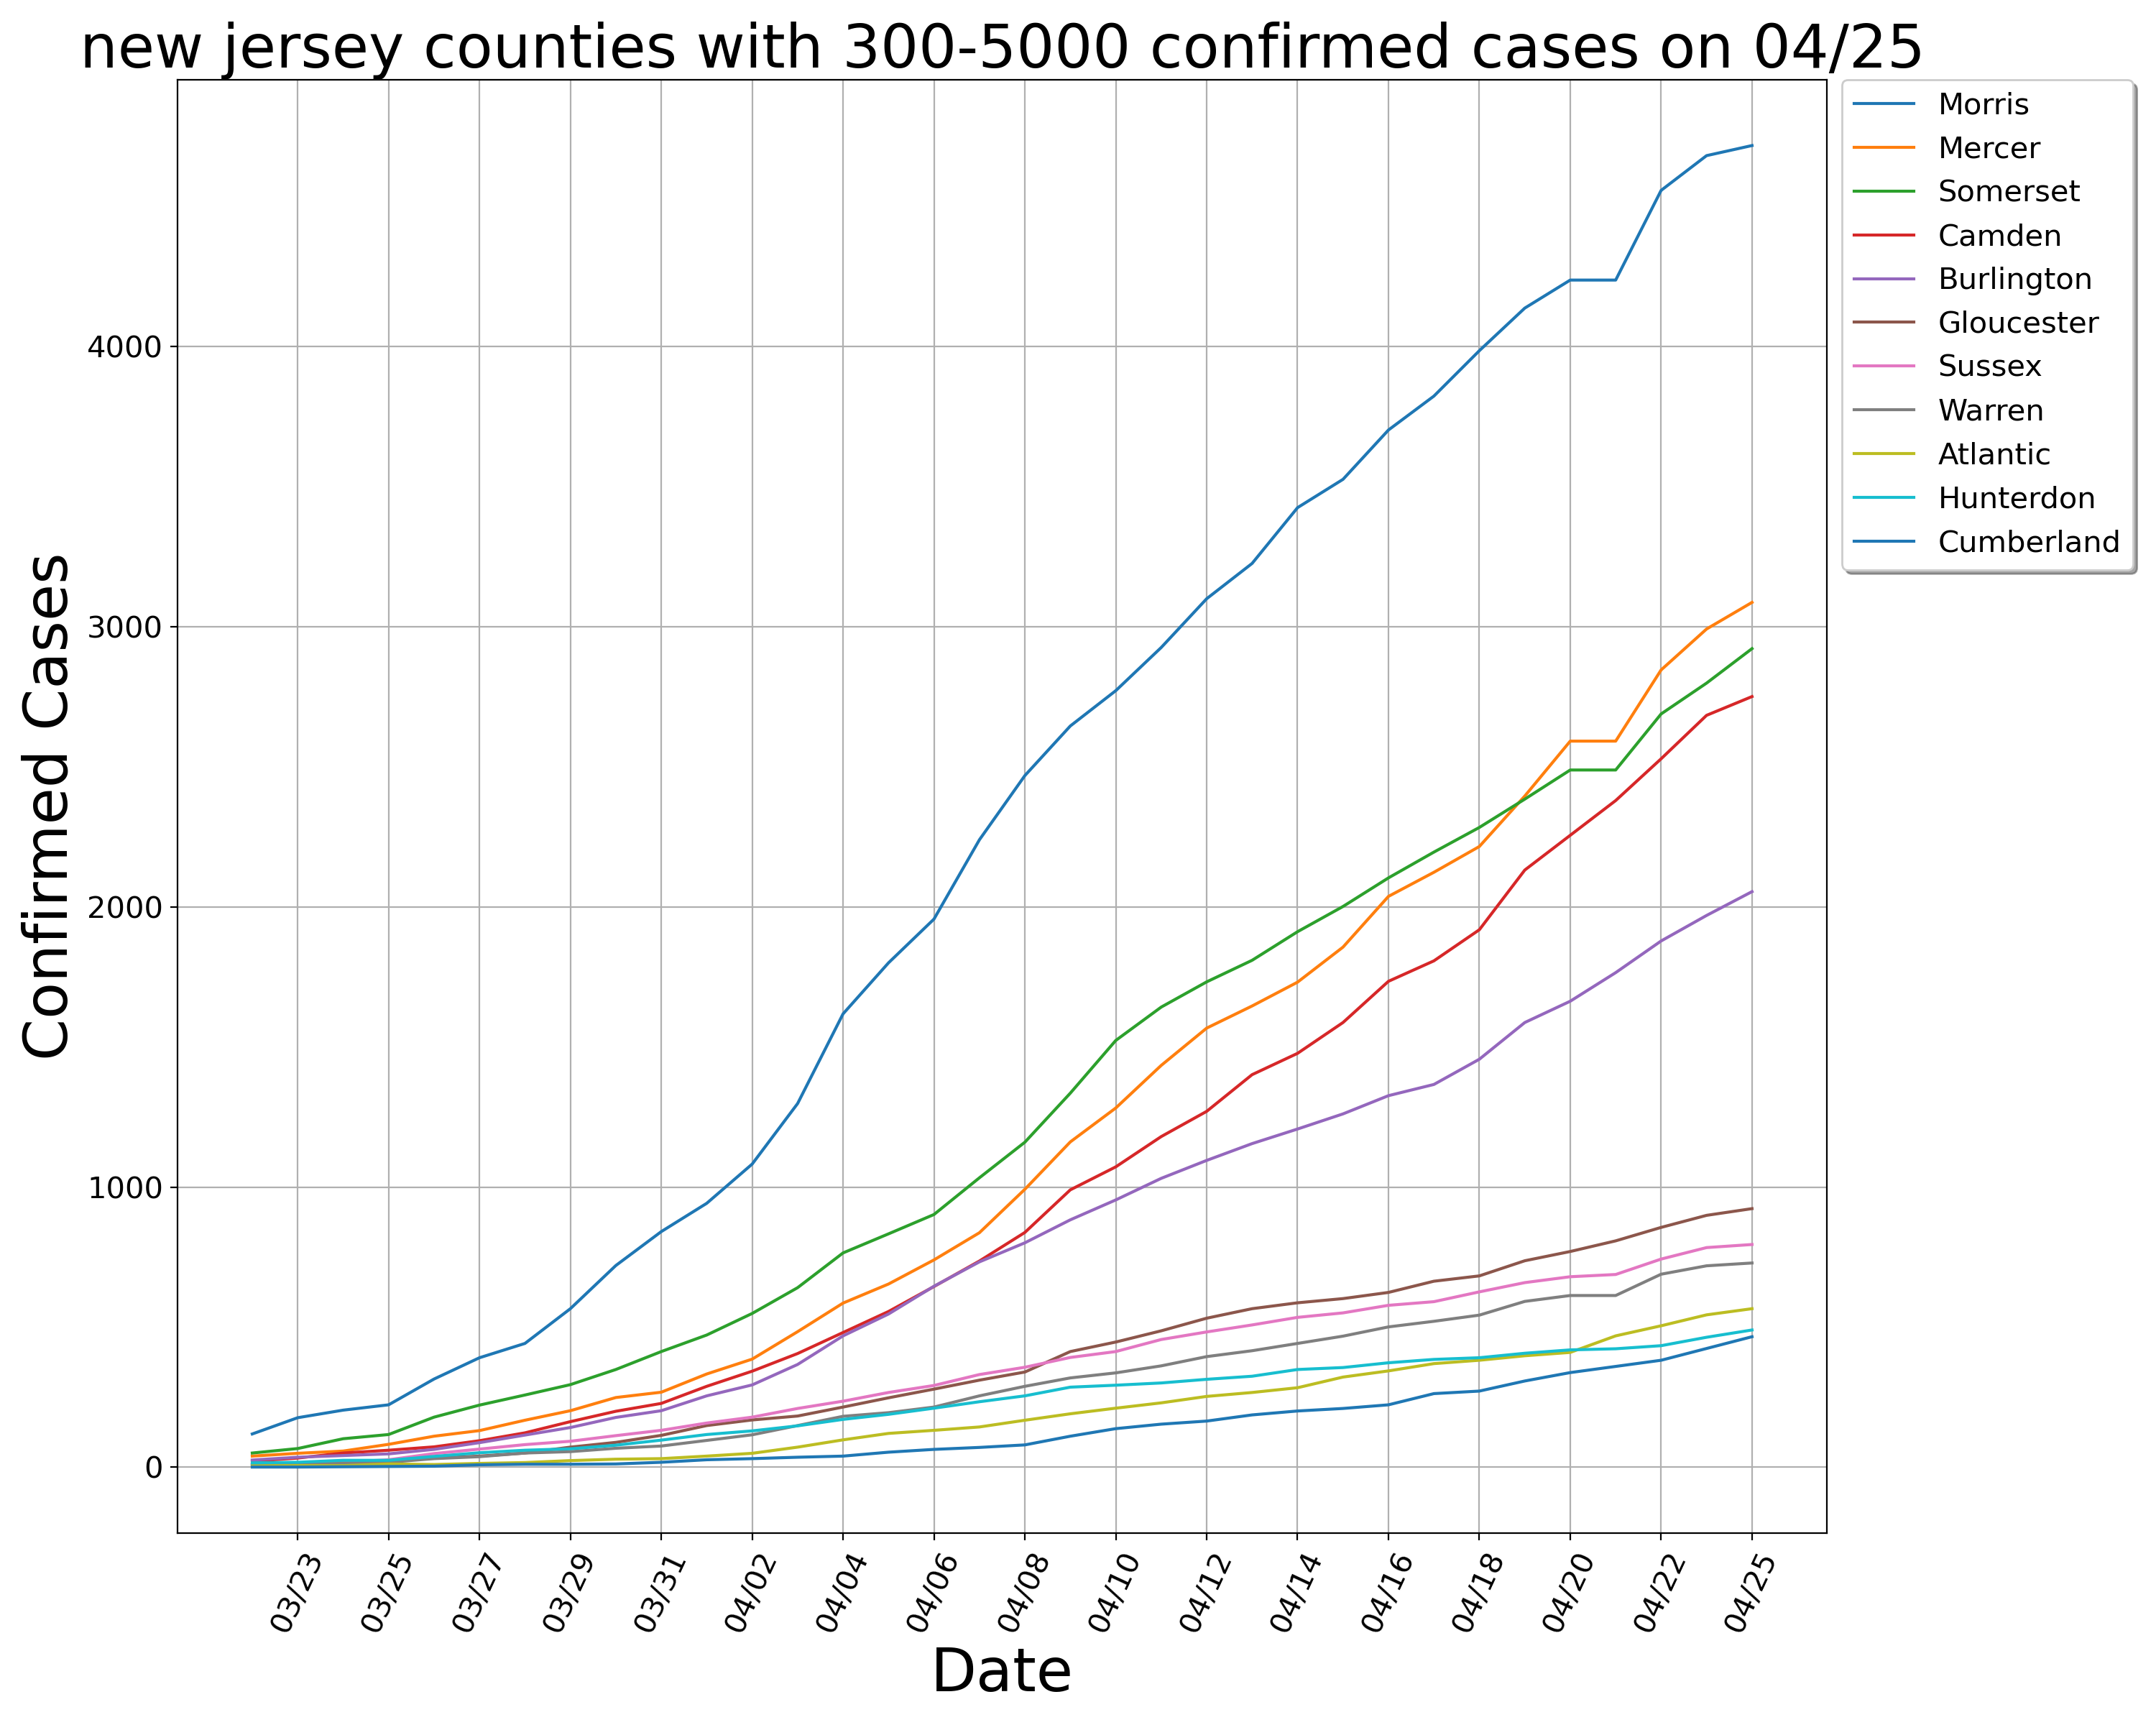 new jersey counties with 300-5000 confirmed cases on 04/25
Morris
Mercer
Somerset
Camden
Burlington
Gloucester
Sussex
Warren
Atlantic
Hunterdon
Cumberland
Confirmed Cases
4000
3000
2000
1000
0
03/23
03/25
03/27
03/29
03/31
04/02
04/04
04/06
04/08
04/10
04/12
04/14
04/16
04/18
04/20
04/22
04/25
Date